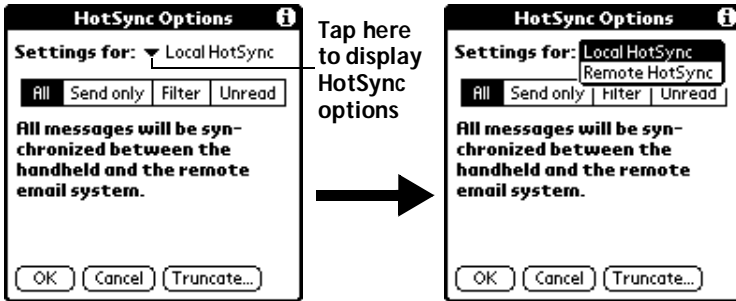 HotSync Options i
Settings for: Local HotSync
All Send only Filter Unread
All messages will be syn-
chronized between the
handheld and the remote
email system.
OK Cancel Truncate...
Tap here
to display
HotSync
options
HotSync Options i
Settings for: Local HotSync
Remote HotSync
All Send only Filter Unread
All messages will be syn-
chronized between the
handheld and the remote
email system.
OK Cancel Truncate...